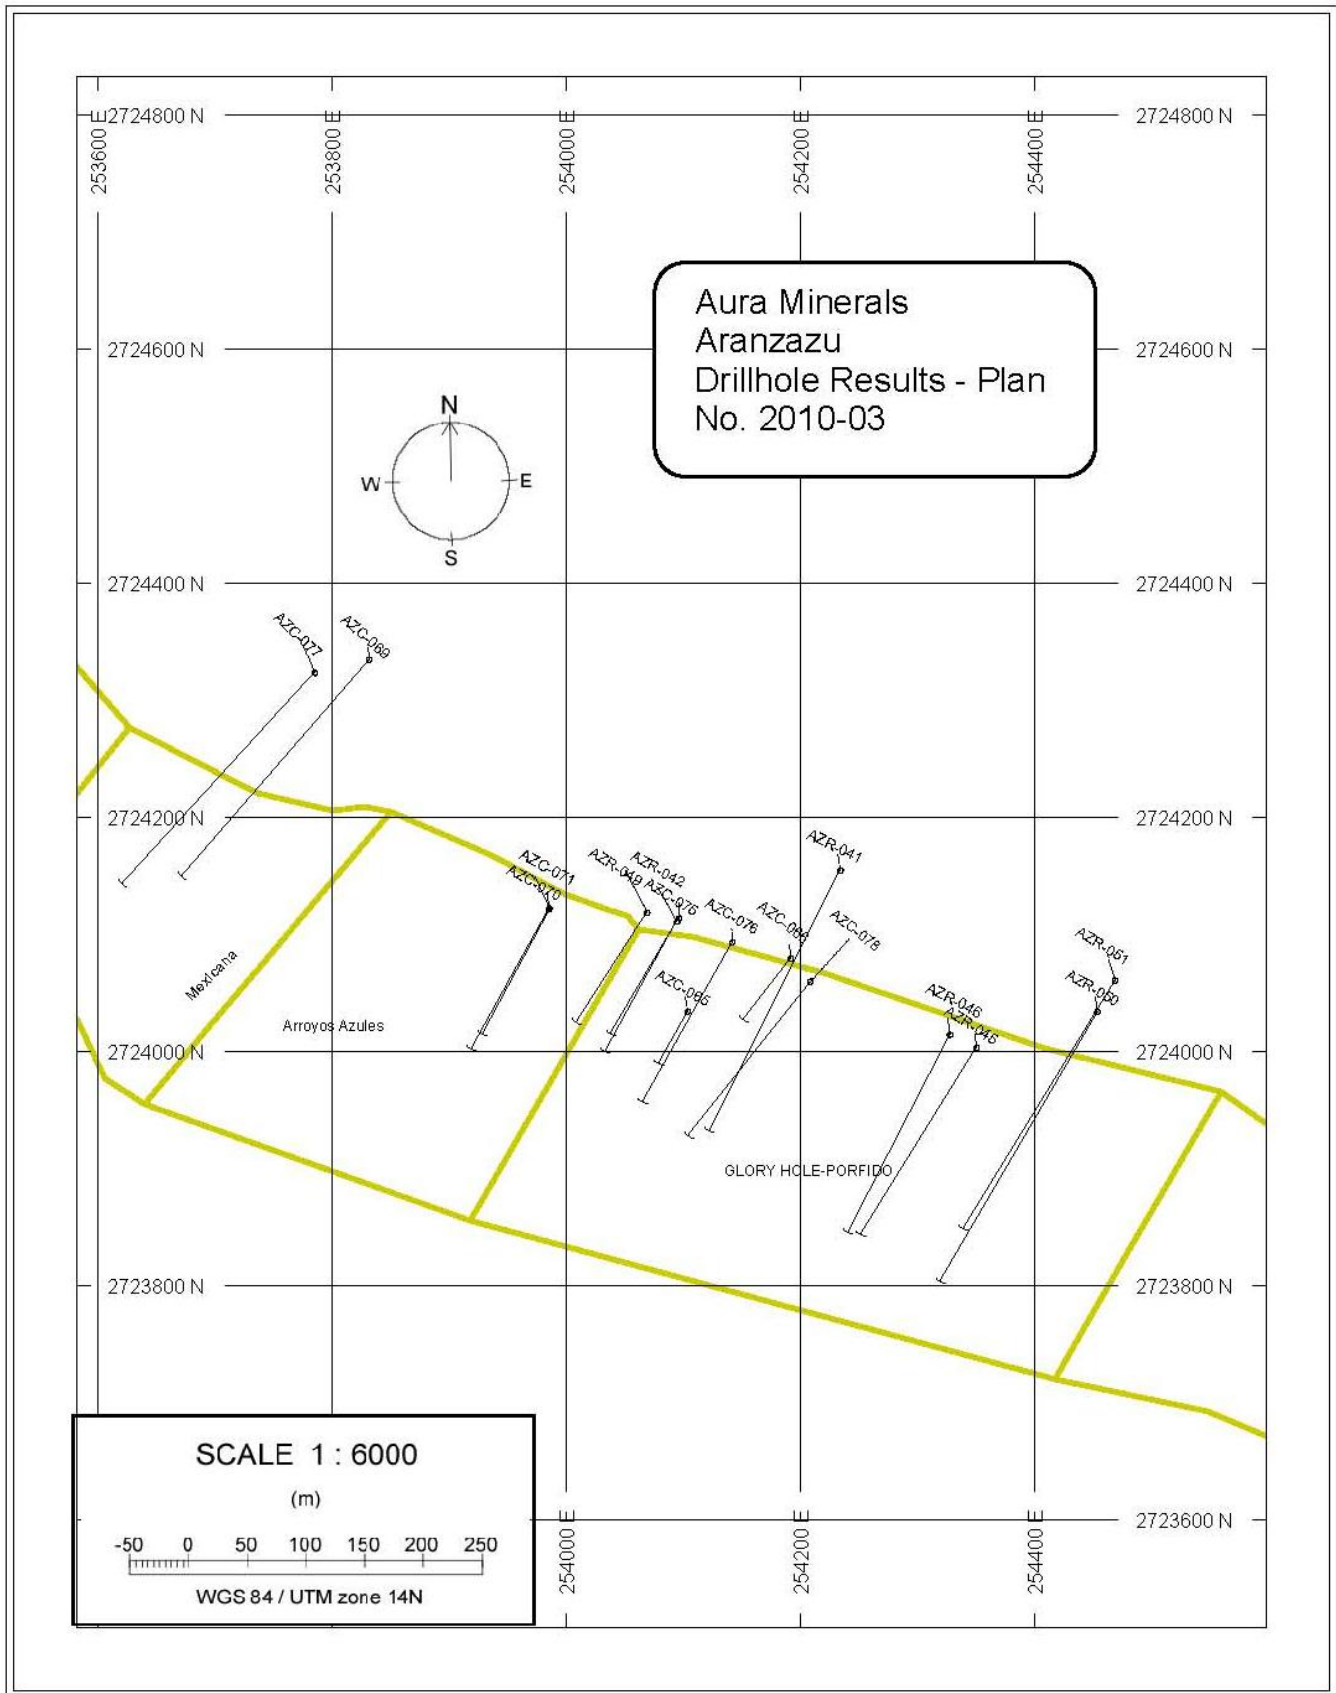 253600 E
253800 E
254000 E
254200 E
254400 E
2724800 N
2724800 N
Aura Minerals
Aranzazu
Drillhole Results - Plan
No. 2010-03
2724600 N
2724600 N
N
W
E
S
2724400 N
2724400 N
AZC-077
AZC-069
2724200 N
2724200 N
AZR-041
AZC-071
AZC-070
AZR-049
AZR-042
AZC-075
AZC-076
AZC-078
AZR-051
AZC-065
AZR-050
AZR-046
AZR-045
Mexicana
Arroyos Azules
2724000 N
2724000 N
GLORY HOLE-PORFIDO
2723800 N
2723800 N
SCALE 1 : 6000
(m)
-50 0 50 100 150 200 250
WGS 84 / UTM zone 14N
2723600 N
254000 E
254200 E
254400 E